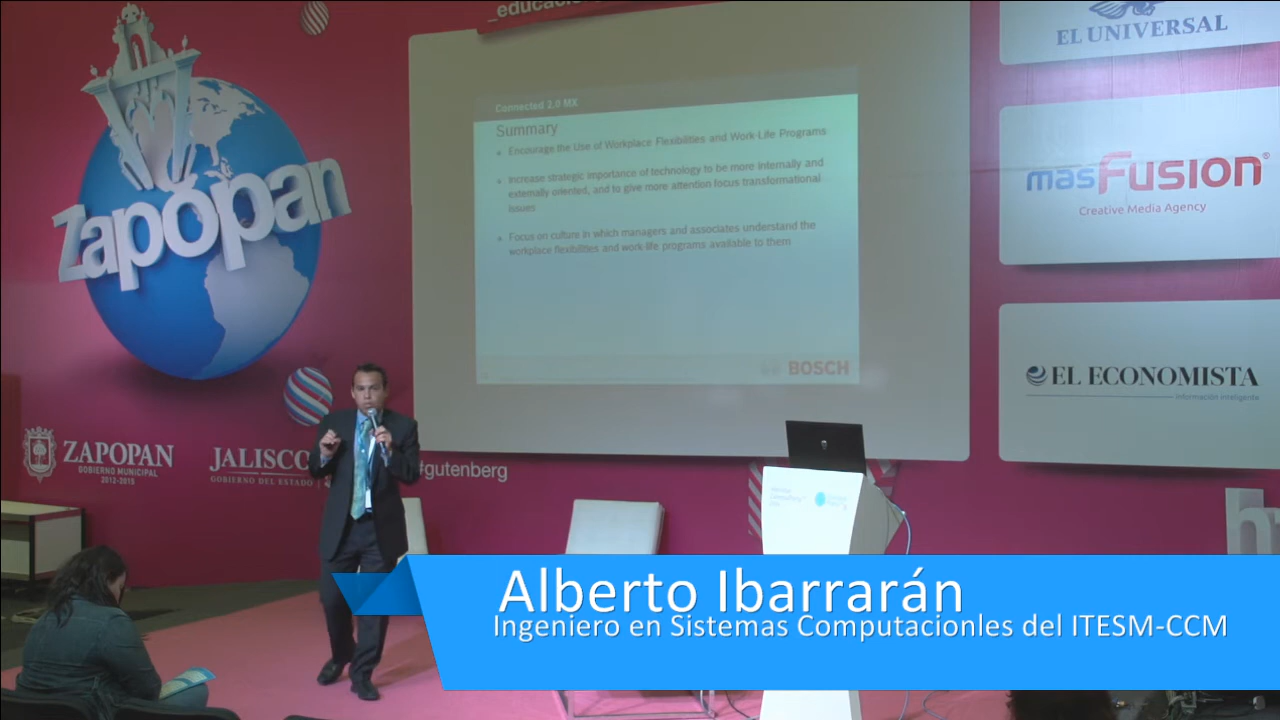 _educació
EL UNIVERSAL
Zapopan
Connected 2.0 MX
Summary
Encourage the Use of Workplace Flexibilities and Work-Life Programs
Increase strategic importance of technology to be more internally and
externally oriented, and to give more attention focus transformational
issues
Focus on culture in which managers and associates understand the
workplace flexibilities and work-life programs available to them
BOSCH
masFusion®
Creative Media Agency
EL ECONOMISTA
información inteligente
ZAPOPAN
GOBIERNO MUNICIPAL
2012-2015
JALISCO
GOBIERNO DEL ESTADO
#gutenberg
Alberto Ibarrarán
Ingeniero en Sistemas Computacionles del ITESM-CCM